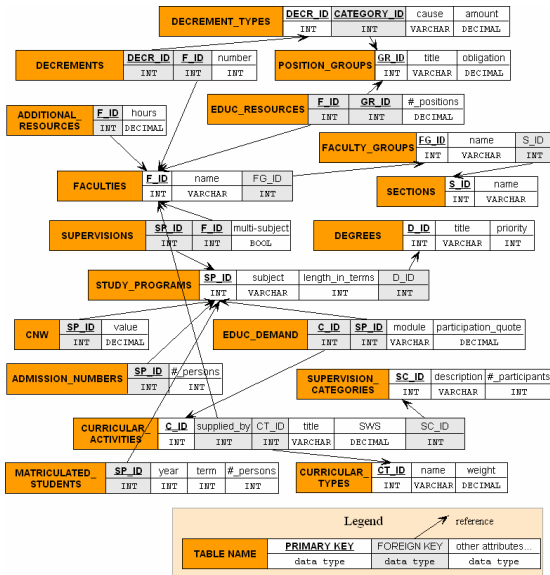 DECREMENT_TYPES DECR_ID CATEGORY_ID cause amount
INT INT VARCHAR DECIMAL
DECREMENTS DECR_ID F_ID number
INT INT INT
POSITION_GROUPS GR_ID title obligation
INT VARCHAR DECIMAL
ADDITIONAL_
RESOURCES
F_ID hours
INT DECIMAL
EDUC_RESOURCES F_ID GR_ID #_positions
INT INT DECIMAL
FACULTY_GROUPS FG_ID name S_ID
INT VARCHAR INT
FACULTIES F_ID name FG_ID
INT VARCHAR INT
SECTIONS S_ID name
INT VARCHAR
SUPERVISIONS SP_ID F_ID multi-subject
INT INT BOOL
DEGREES D_ID title priority
INT VARCHAR INT
STUDY_PROGRAMS SP_ID subject length_in_terms D_ID
INT VARCHAR INT INT
CNW SP_ID value
INT DECIMAL
EDUC_DEMAND C_ID SP_ID module participation_quote
INT INT VARCHAR DECIMAL
ADMISSION_NUMBERS SP_ID #_persons
INT INT
SUPERVISION_
CATEGORIES
SC_ID description #_participants
INT VARCHAR INT
CURRICULAR_
ACTIVITIES
C_ID supplied_by CT_ID title SWS SC_ID
INT INT INT VARCHAR DECIMAL INT
MATRICULATED_
STUDENTS
SP_ID year term #_persons
INT INT INT INT
CURRICULAR_
TYPES
CT_ID name weight
INT VARCHAR DECIMAL
Legend
reference
TABLE NAME PRIMARY KEY FOREIGN KEY other attributes...
data type data type data type